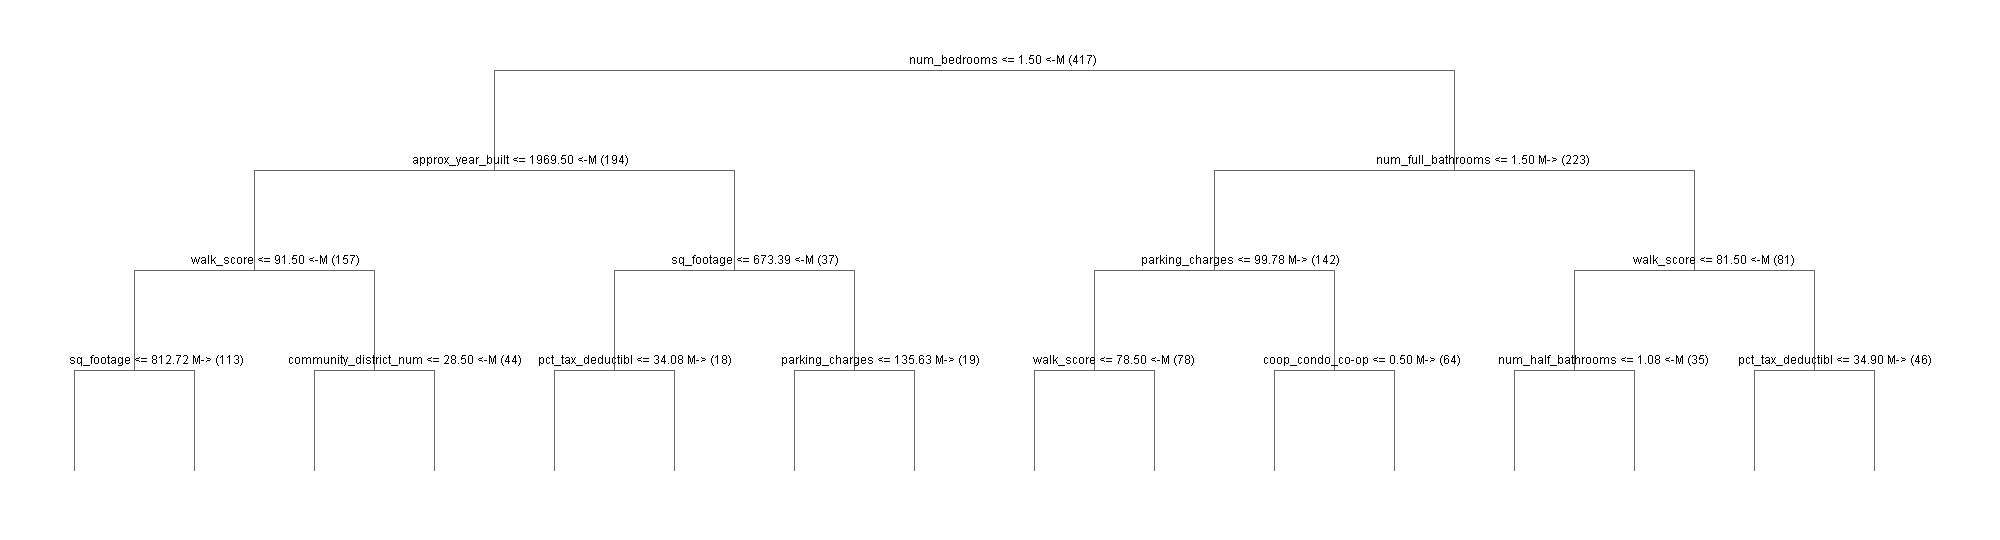 num_bedrooms <= 1.50 <-M (417)
approx_year_built <= 1969.50 <-M (194)
num_full_bathrooms <= 1.50 M-> (223)
walk_score <= 91.50 <-M (157)
sq_footage <= 673.39 <-M (37)
parking_charges <= 99.78 M-> (142)
walk_score <= 81.50 <-M (81)
sq_footage <= 812.72 M-> (113)
community_district_num <= 28.50 <-M (44)
pct_tax_deductibl <= 34.08 M-> (18)
parking_charges <= 135.63 M-> (19)
walk_score <= 78.50 <-M (78)
coop_condo_co-op <= 0.50 M-> (64)
num_half_bathrooms <= 1.08 <-M (35)
pct_tax_deductibl <= 34.90 M-> (46)